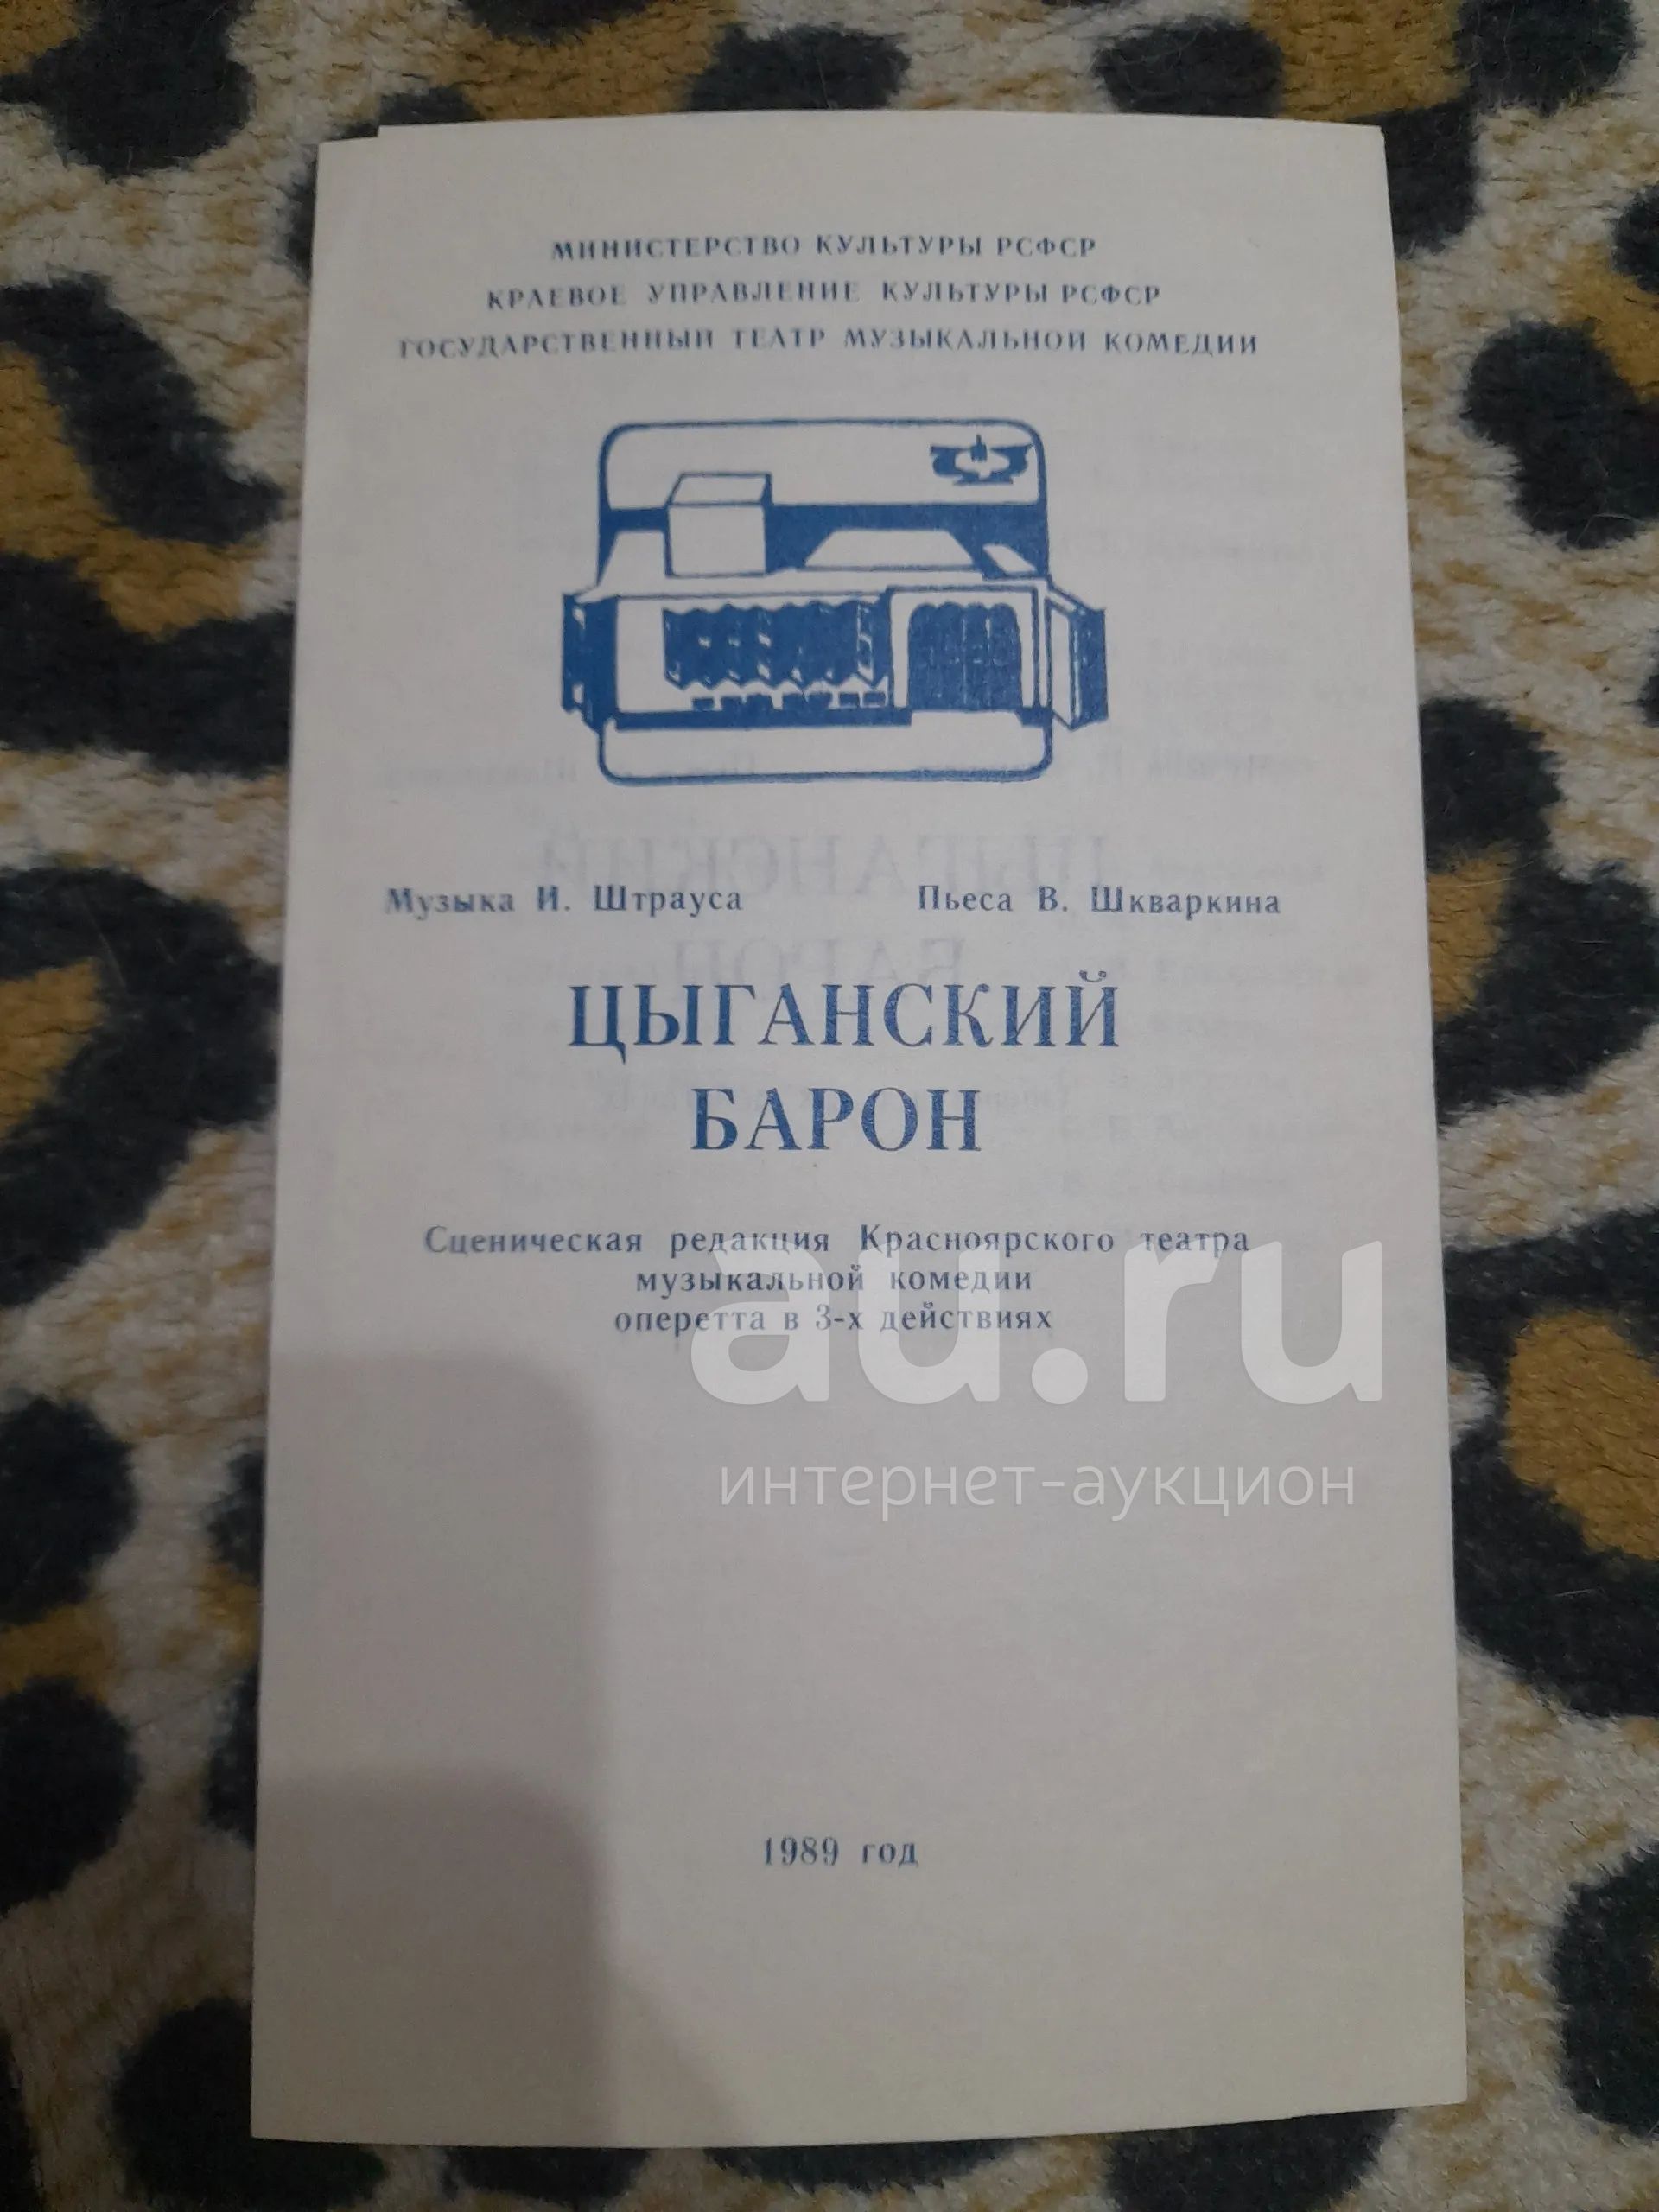 МИНИСТЕРСТВО КУЛЬТУРЫ РСФСР
КРАЕВОЕ УПРАВЛЕНИЕ КУЛЬТУРЫ РСФСР
ГОСУДАРСТВЕННЫЙ ТЕАТР МУЗЫКАЛЬНОЙ КОМЕДИИ
Музыка И. Штрауса Пьеса В. Шкваркина
ЦЫГАНСКИЙ
БАРОН
Сценическая редакция Красноярского театра
музыкальной комедии
оперетта в 3-х действиях
au.ru
интернет-аукцион
1989 год